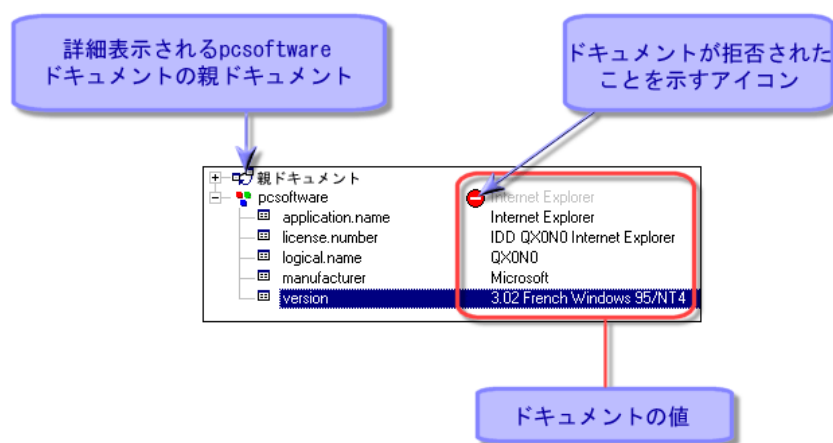 詳細表示されるpcsoftware
ドキュメントの親ドキュメント
ドキュメントが拒否された
ことを示すアイコン
親ドキュメント
pcsoftware Internet Explorer
application.name Internet Explorer
license.number IDD QX0N0 Internet Explorer
logical.name QX0N0
manufacturer Microsoft
version 3.02 French Windows 95/NT4
ドキュメントの値